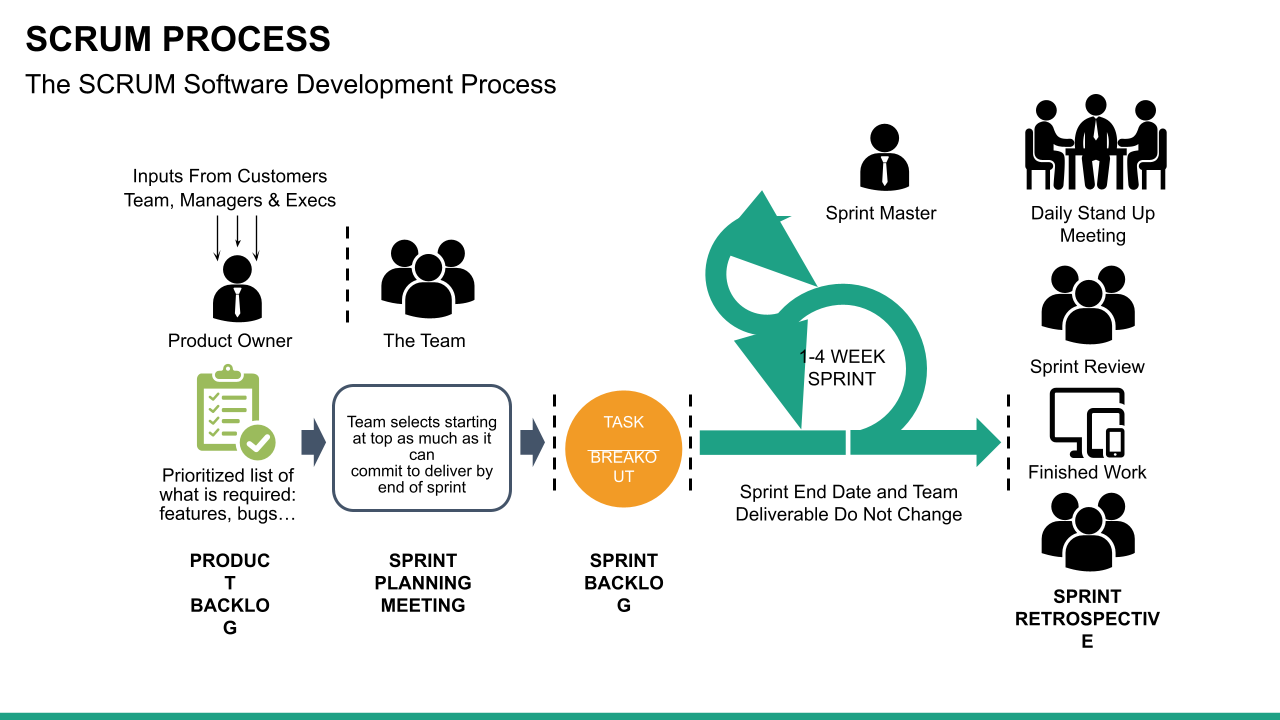 SCRUM PROCESS
The SCRUM Software Development Process
Inputs From Customers
Team, Managers & Execs
Product Owner
The Team
Sprint Master
Daily Stand Up
Meeting
Sprint Review
Finished Work
Prioritized list of
what is required:
features, bugs…
Team selects starting
at top as much as it
can
commit to deliver by
end of sprint
TASK
BREAKO
UT
1-4 WEEK
SPRINT
Sprint End Date and Team
Deliverable Do Not Change
PRODUC
T
BACKLO
G
SPRINT
PLANNING
MEETING
SPRINT
BACKLO
G
SPRINT
RETROSPECTIV
E